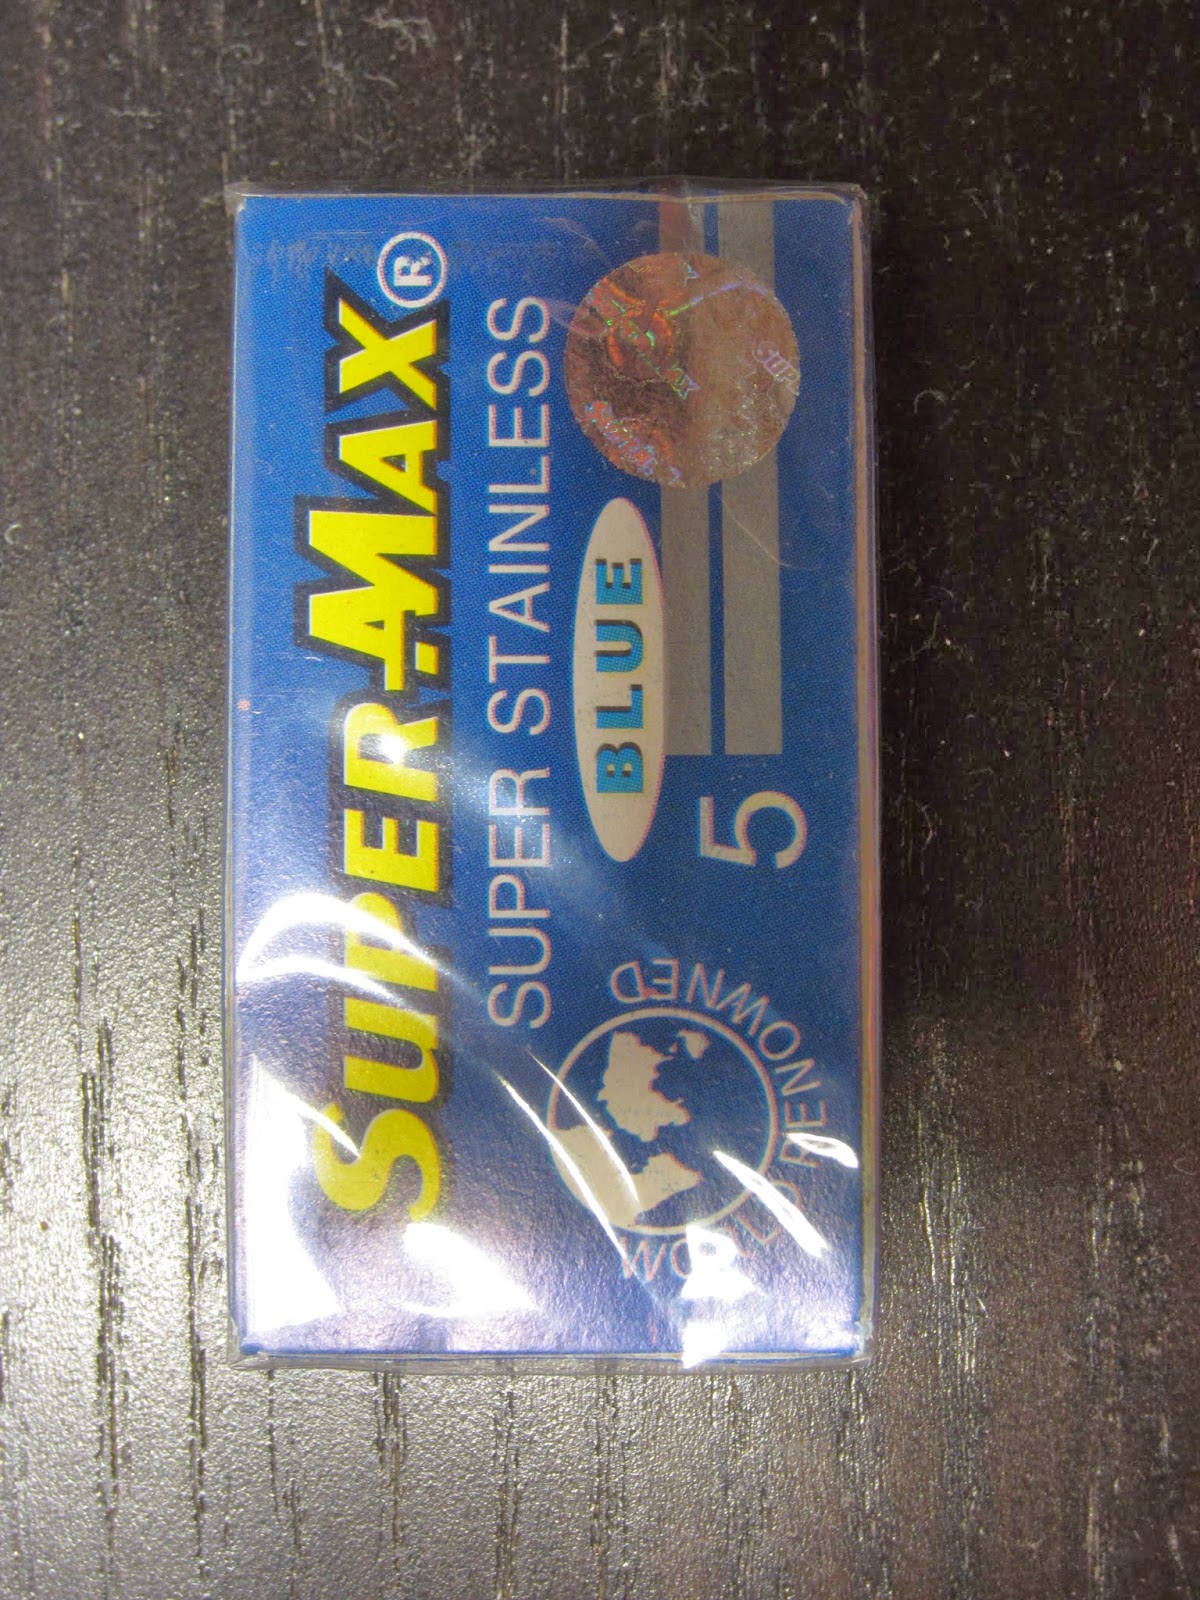 SUPER-MAX®
SUPER STAINLESS
BLUE
5
WORLD RENOWNED